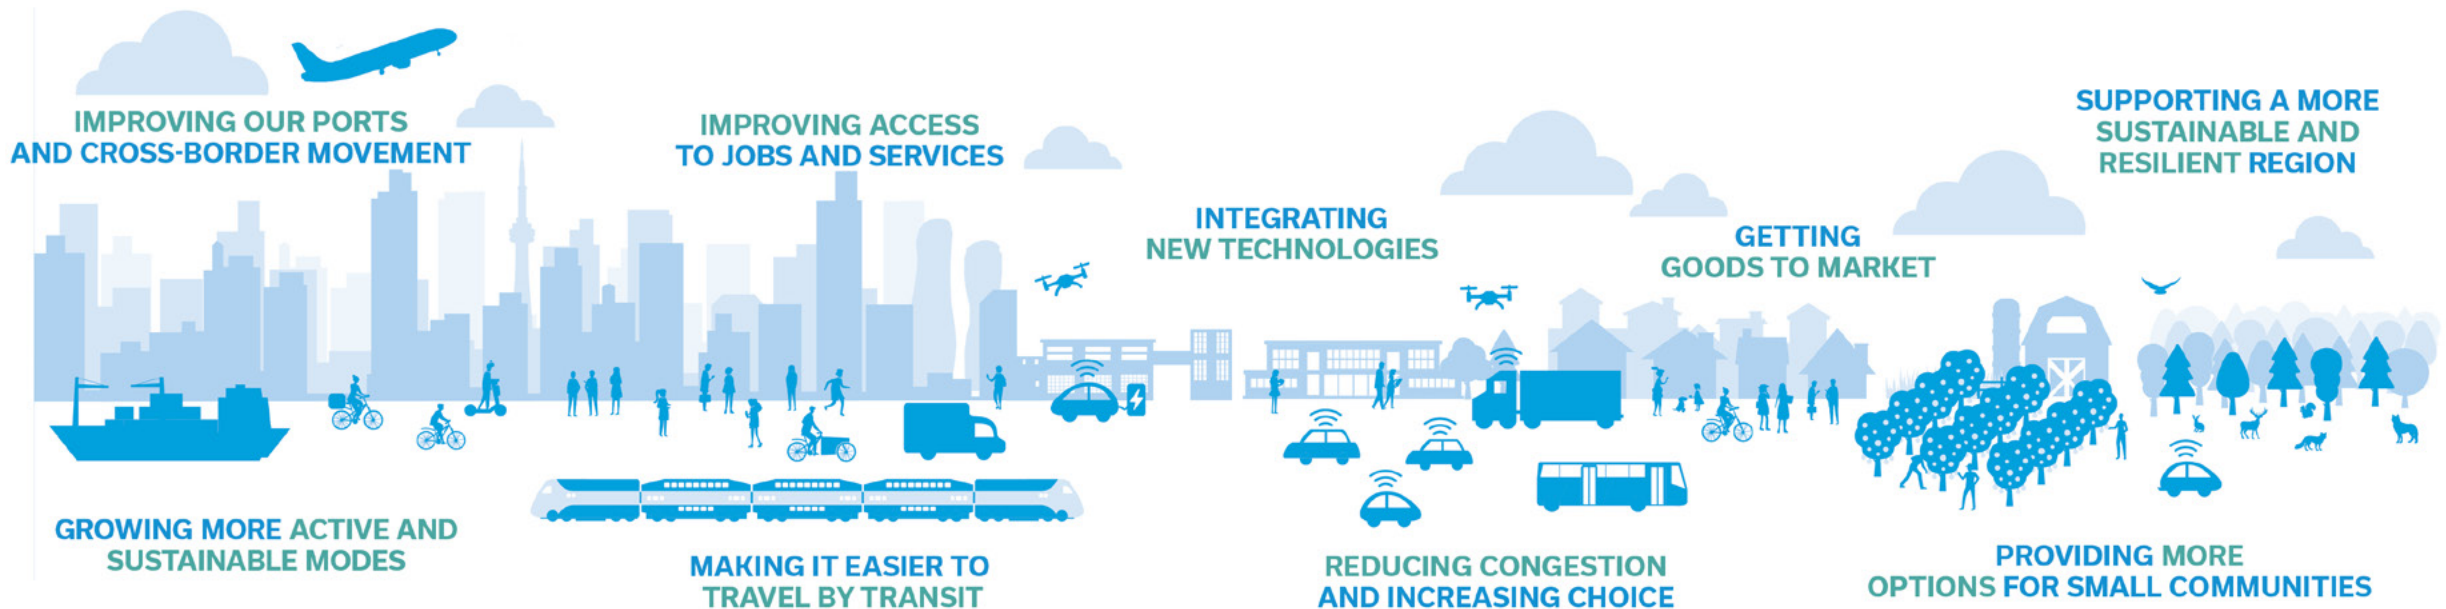 IMPROVING OUR PORTS
AND CROSS-BORDER MOVEMENT
IMPROVING ACCESS
TO JOBS AND SERVICES
INTEGRATING
NEW TECHNOLOGIES
GETTING
GOODS TO MARKET
SUPPORTING A MORE
SUSTAINABLE AND
RESILIENT REGION
GROWING MORE ACTIVE AND
SUSTAINABLE MODES
MAKING IT EASIER TO
TRAVEL BY TRANSIT
REDUCING CONGESTION
AND INCREASING CHOICE
PROVIDING MORE
OPTIONS FOR SMALL COMMUNITIES